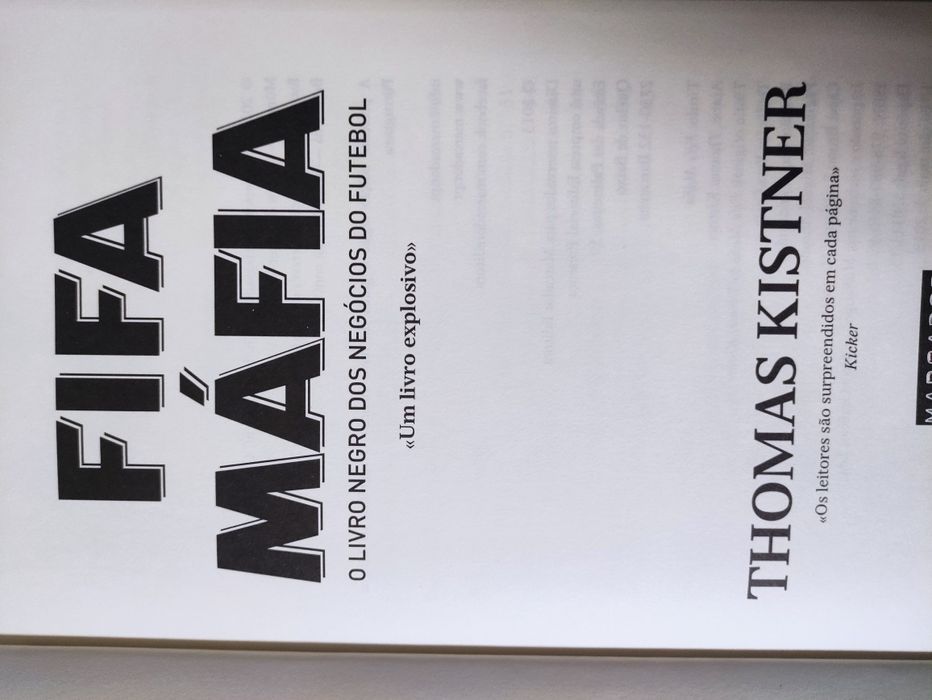 FIFA
MÁFIA
O LIVRO NEGRO DOS NEGÓCIOS DO FUTEBOL
«Um livro explosivo»
THOMAS KISTNER
«Os leitores são surpreendidos em cada página»
Kicker